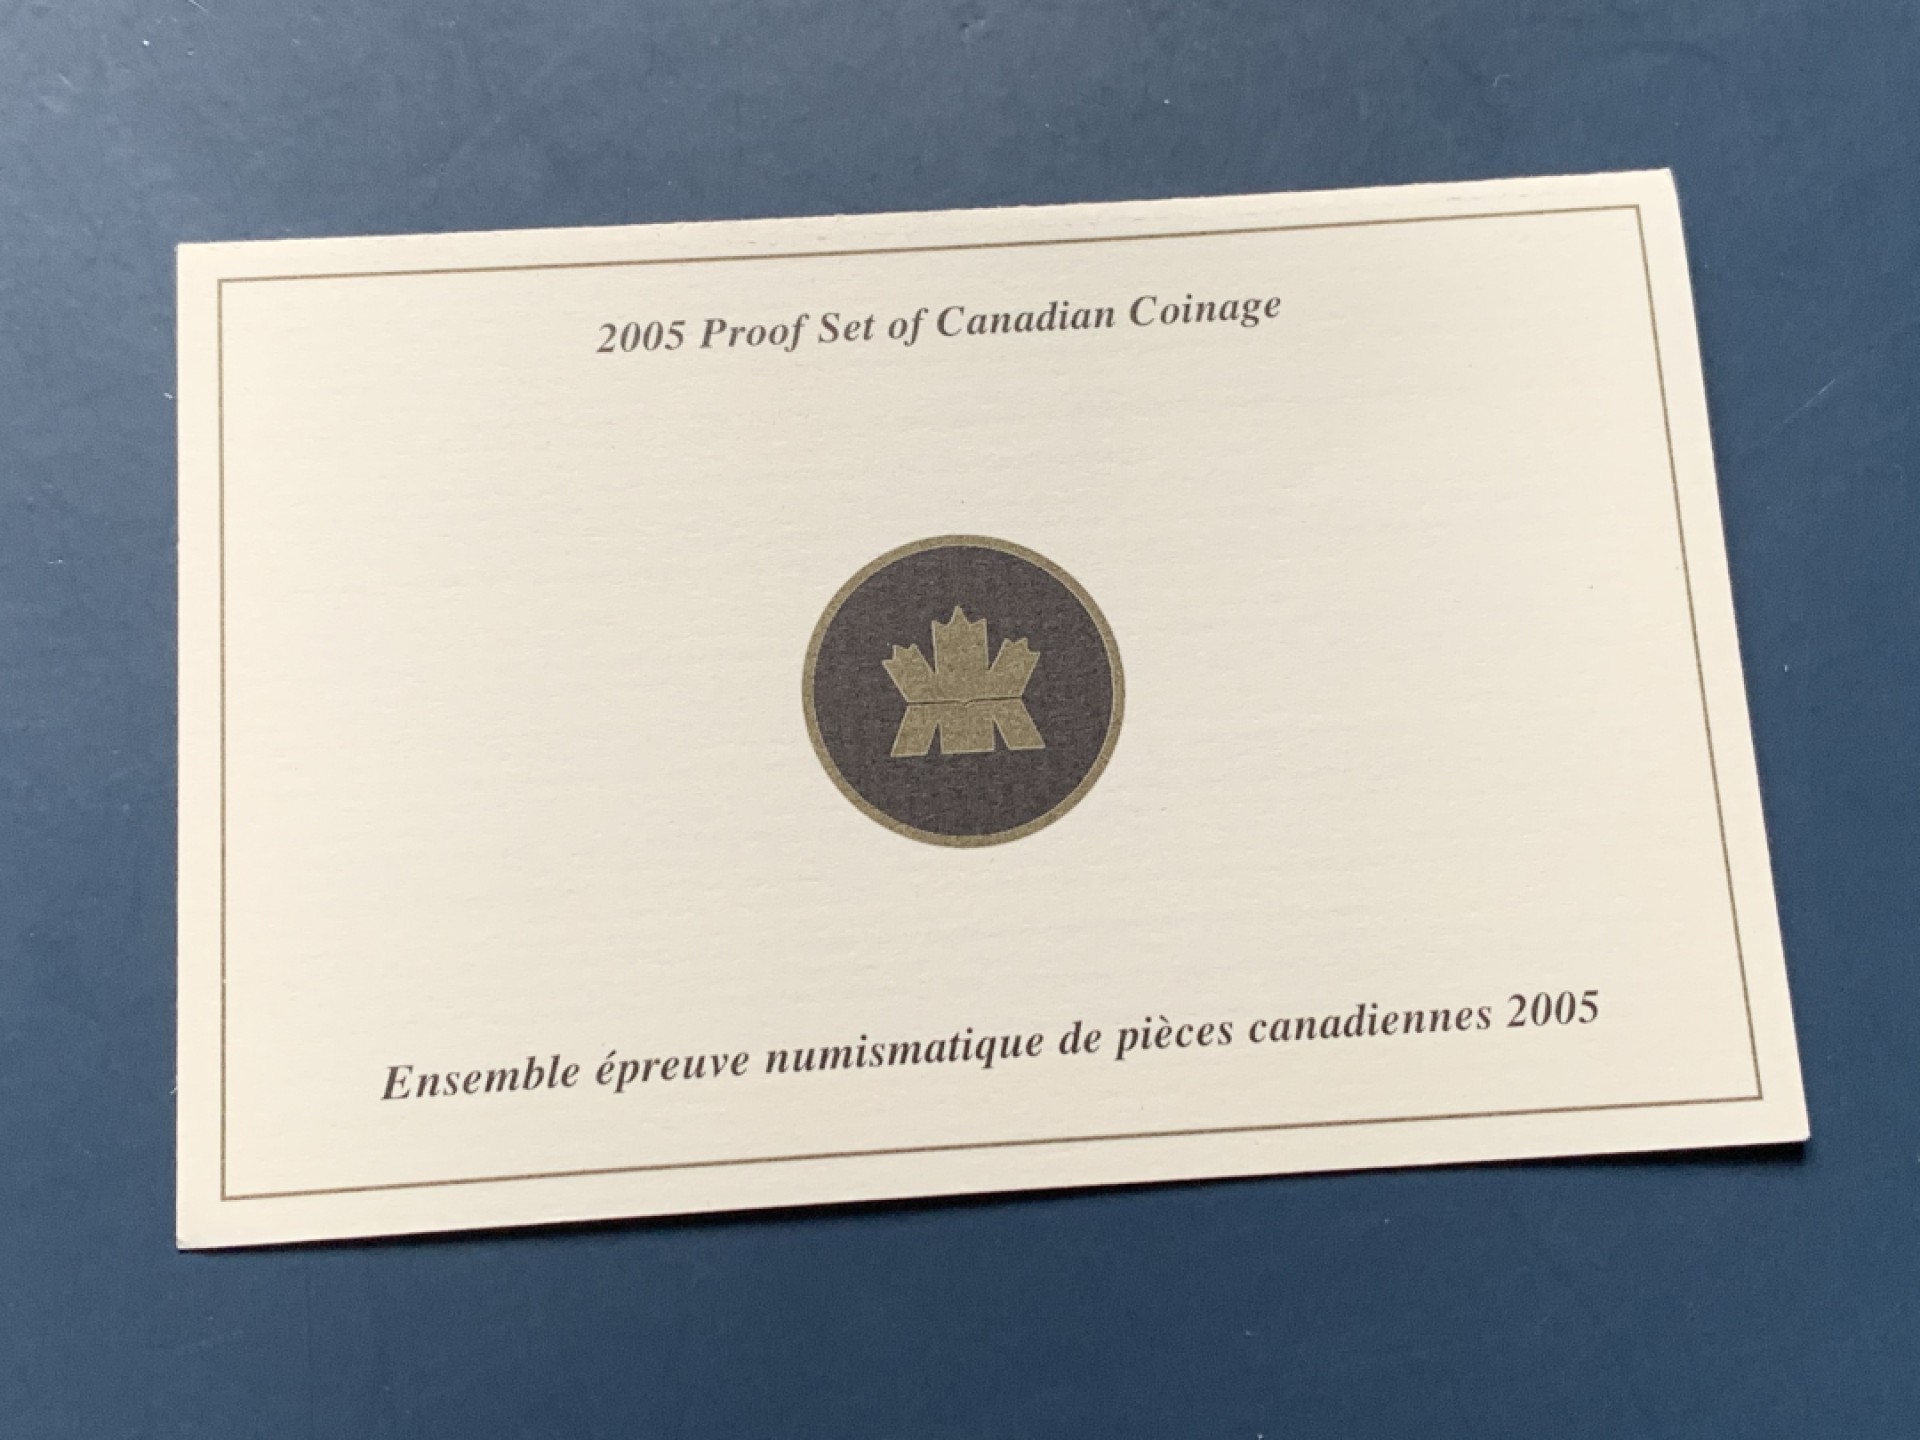 2005 Proof Set of Canadian Coinage
Ensemble épreuve numismatique de pièces canadiennes 2005